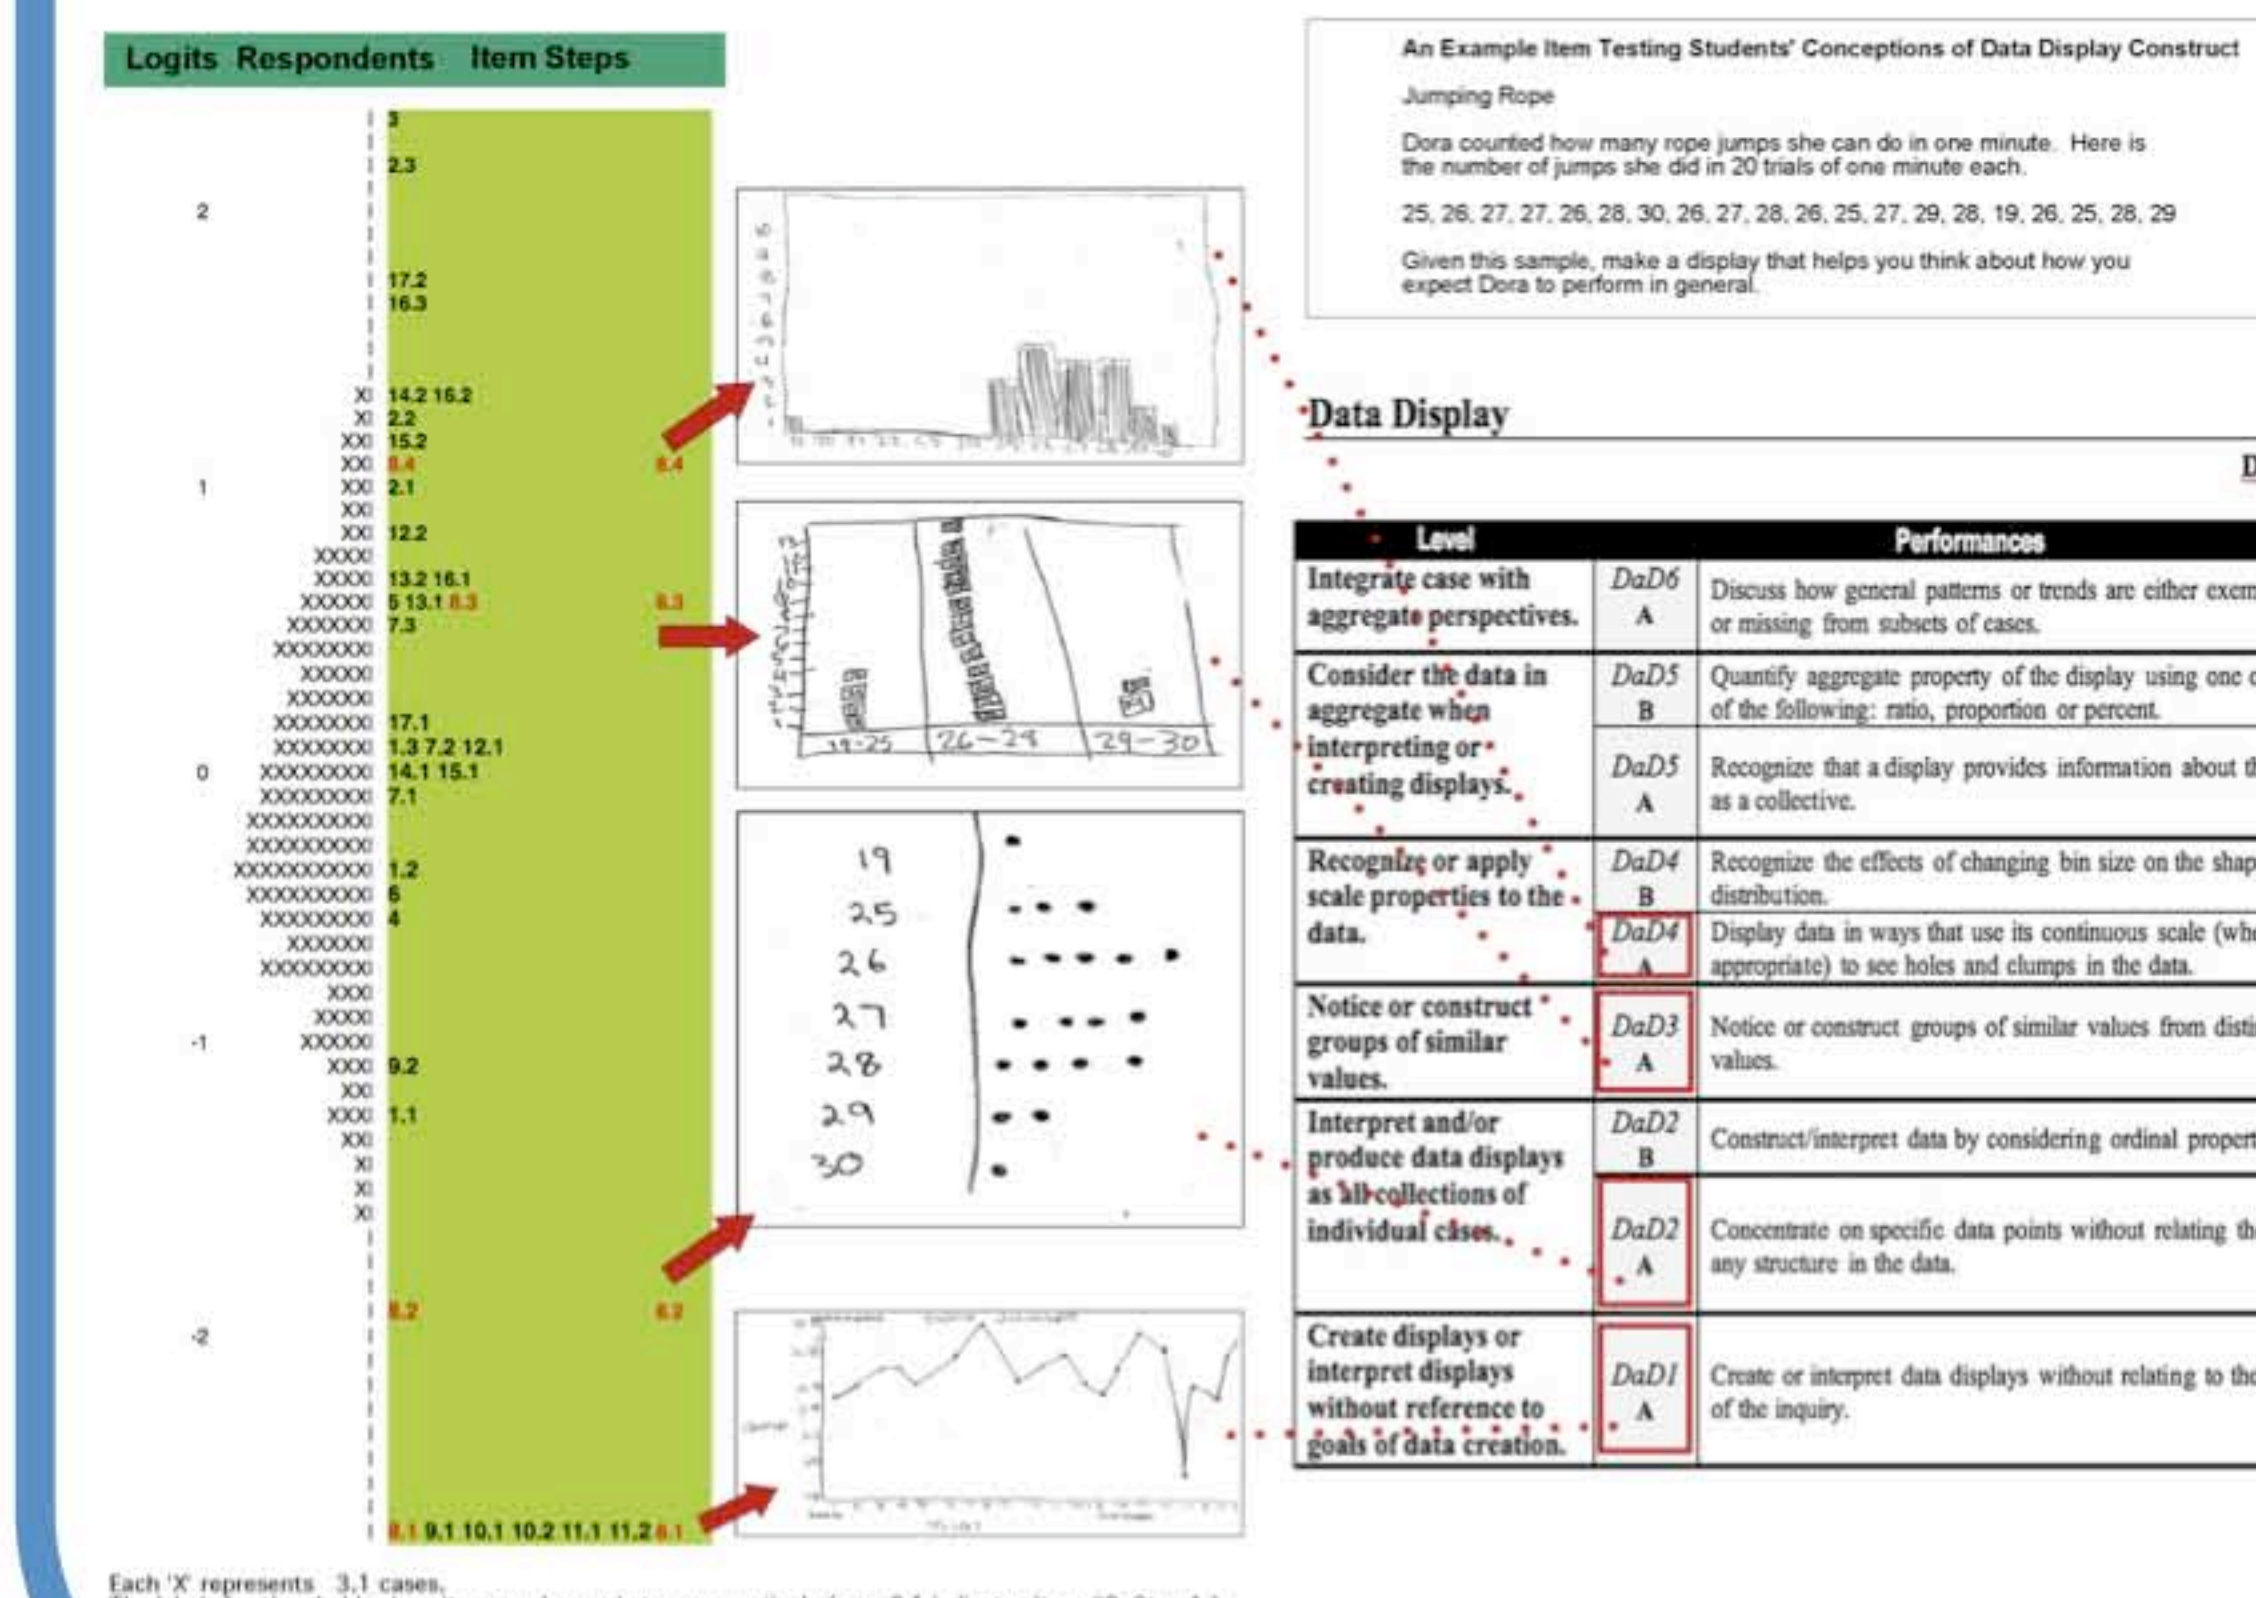 Logits Respondents Item Steps
3
2.3
2
17.2
16.3
X 14.2 16.2
X 2.2
XX 15.2
XX 8.4 8.4
1 XX 2.1
XX
XX 12.2
XXXX
XXXX 13.2 16.1
XXXXX 5 13.1 8.3 8.3
XXXXXX 7.3
XXXXXXX
XXXXX
XXXXXX
XXXXXXX 17.1
XXXXXXX 1.3 7.2 12.1
0 XXXXXXXX 14.1 15.1
XXXXXXXX 7.1
XXXXXXXXX
XXXXXXXXX
XXXXXXXXXX 1.2
XXXXXXXXX 6
XXXXXXXX 4
XXXXXX
XXXXXXXX
XXX
XXXX
-1 XXXXX
XXX 9.2
XX
XXX 1.1
XX
X
X
X
8.2 8.2
-2
8.1 9.1 10.1 10.2 11.1 11.2 8.1
Each 'X' represents 3.1 cases.
19-25 26-28 29-30
19
25
26
27
28
29
30
An Example Item Testing Students' Conceptions of Data Display Construct
Jumping Rope
Dora counted how many rope jumps she can do in one minute. Here is
the number of jumps she did in 20 trials of one minute each.
25, 26, 27, 27, 26, 28, 30, 26, 27, 28, 26, 25, 27, 29, 28, 19, 26, 25, 28, 29
Given this sample, make a display that helps you think about how you
expect Dora to perform in general.
Data Display
Level Performances
Integrate case with
aggregate perspectives.
DaD6
A
Discuss how general patterns or trends are either
or missing from subsets of cases.
Consider the data in
aggregate when
interpreting or
creating displays.
DaD5
B
Quantify aggregate property of the display using one
of the following: ratio, proportion or percent.
DaD5
A
Recognize that a display provides information about
as a collective.
Recognize or apply
scale properties to the
data.
DaD4
B
Recognize the effects of changing bin size on the
distribution.
DaD4
A
Display data in ways that use its continuous scale
appropriate) to see holes and clumps in the data.
Notice or construct
groups of similar
values.
DaD3
A
Notice or construct groups of similar values from
values.
Interpret and/or
produce data displays
as all collections of
individual cases.
DaD2
B
Construct/interpret data by considering ordinal
DaD2
A
Concentrate on specific data points without relating
any structure in the data.
Create displays or
interpret displays
without reference to
goals of data creation.
DaD1
A
Create or interpret data displays without relating to
of the inquiry.